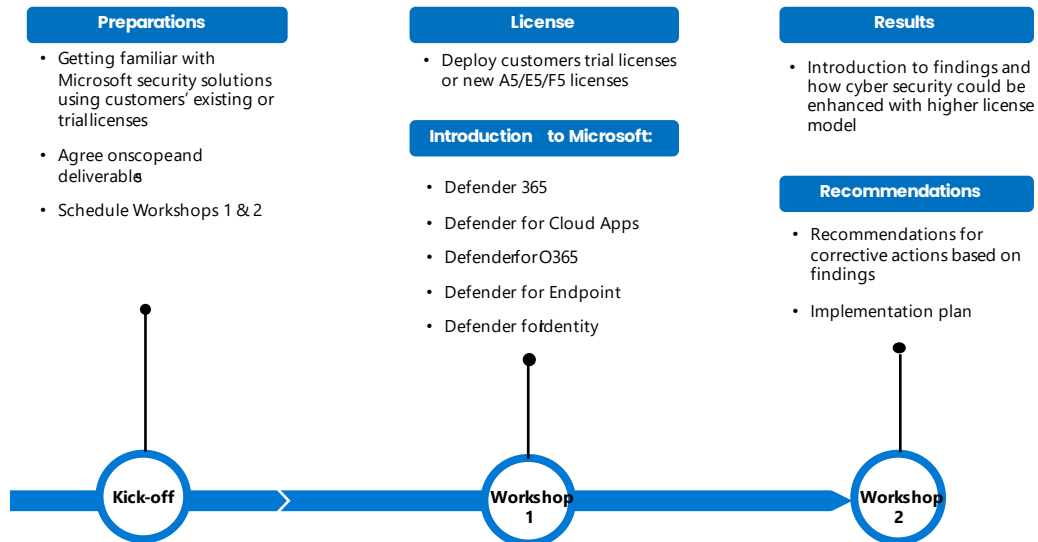 Preparations
• Getting familiar with
Microsoft security solutions
using customers’ existing or
triallicenses
• Agree onscopeand
deliverables
• Schedule Workshops 1 & 2
License
• Deploy customers trial licenses
or new A5/E5/F5 licenses
Introduction to Microsoft:
• Defender 365
• Defender for Cloud Apps
• DefenderforO365
• Defender for Endpoint
• Defender forIdentity
Results
• Introduction to findings and
how cyber security could be
enhanced with higher license
model
Recommendations
• Recommendations for
corrective actions based on
findings
• Implementation plan
Kick-off
Workshop
1
Workshop
2